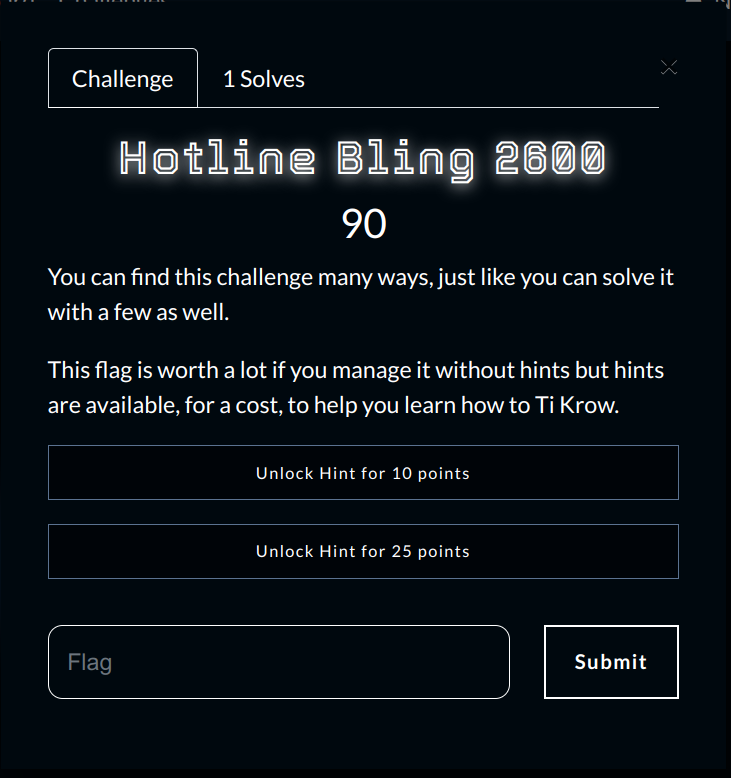 Challenge
1 Solves
Hotline Bling 2600
90
You can find this challenge many ways, just like you can solve it
with a few as well.
This flag is worth a lot if you manage it without hints but hints
are available, for a cost, to help you learn how to Ti Krow.
Unlock Hint for 10 points
Unlock Hint for 25 points
Flag
Submit